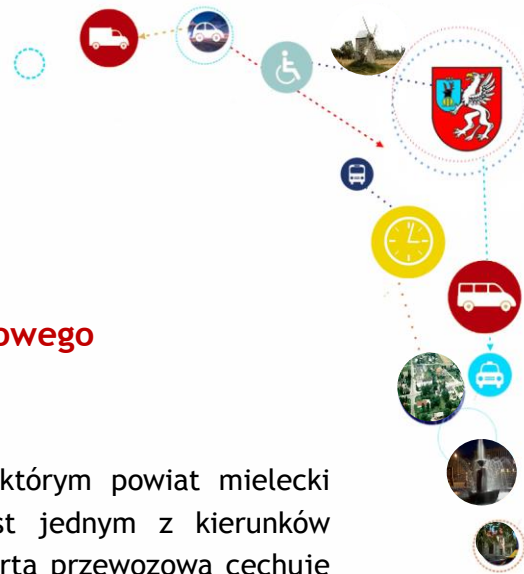 owego
którym powiat mielecki
st jednym z kierunków
rta przewozowa cechuje